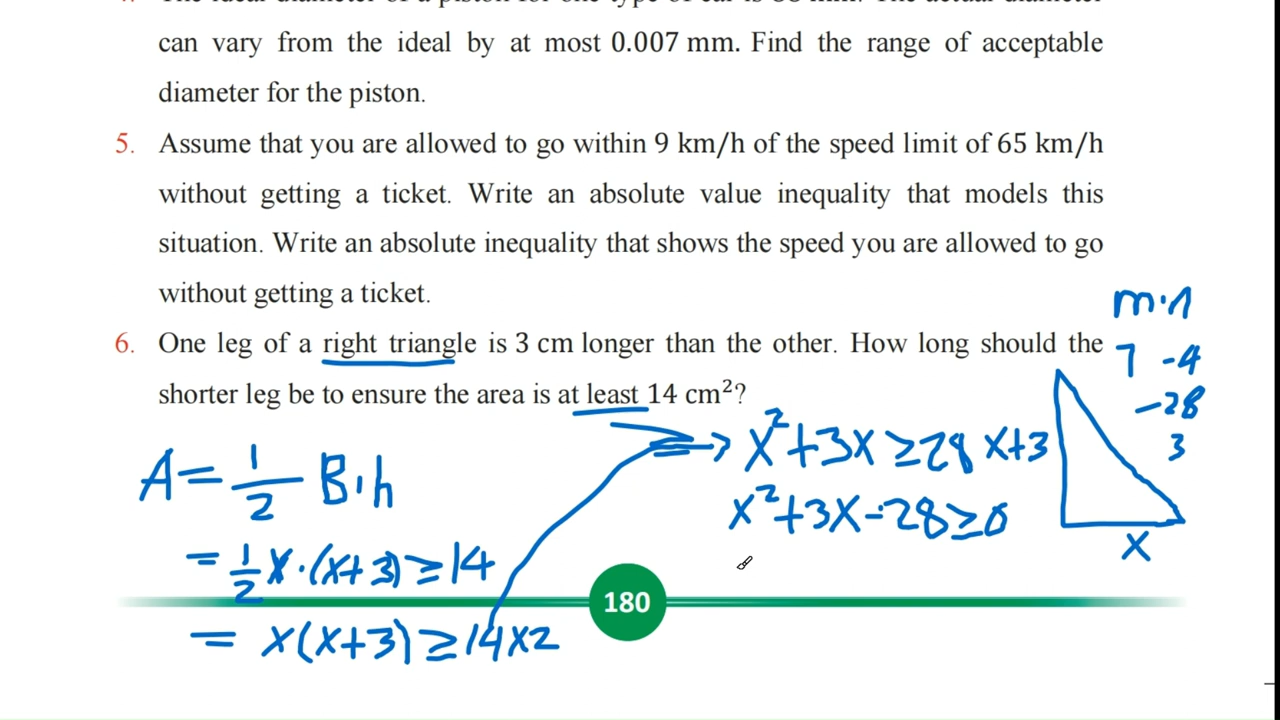 can vary from the ideal by at most 0.007 mm. Find the range of acceptable
diameter for the piston.
5. Assume that you are allowed to go within 9 km/h of the speed limit of 65 km/h
without getting a ticket. Write an absolute value inequality that models this
situation. Write an absolute inequality that shows the speed you are allowed to go
without getting a ticket.
6. One leg of a right triangle is 3 cm longer than the other. How long should the
shorter leg be to ensure the area is at least 14 cm²?
m·n
7 -4
-28
3
x+3
x
A = 1/2 B·h
= 1/2 x·(x+3) ≥ 14
= x(x+3) ≥ 14x2
x²+3x ≥ 28
x²+3x-28 ≥ 0
180